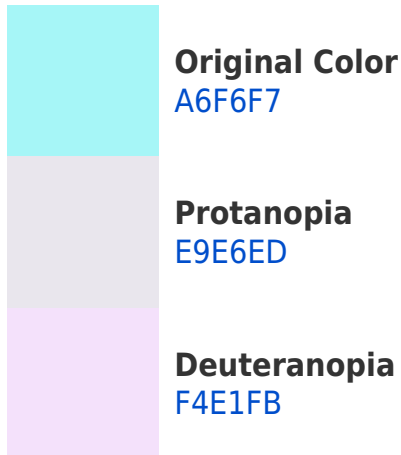 Original Color
A6F6F7
Protanopia
E9E6ED
Deuteranopia
F4E1FB